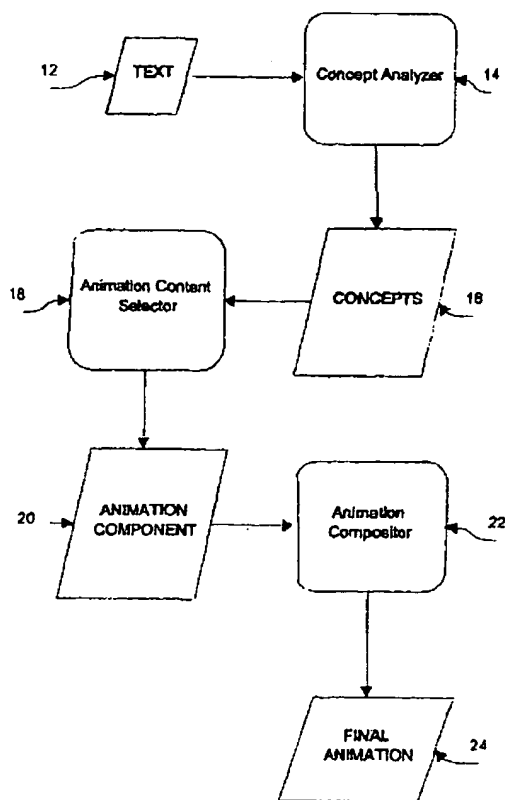 12
TEXT
Concept Analyzer
14
18
Animation Content
Selector
CONCEPTS
16
20
ANIMATION
COMPONENT
Animation
Compositor
22
FINAL
ANIMATION
24